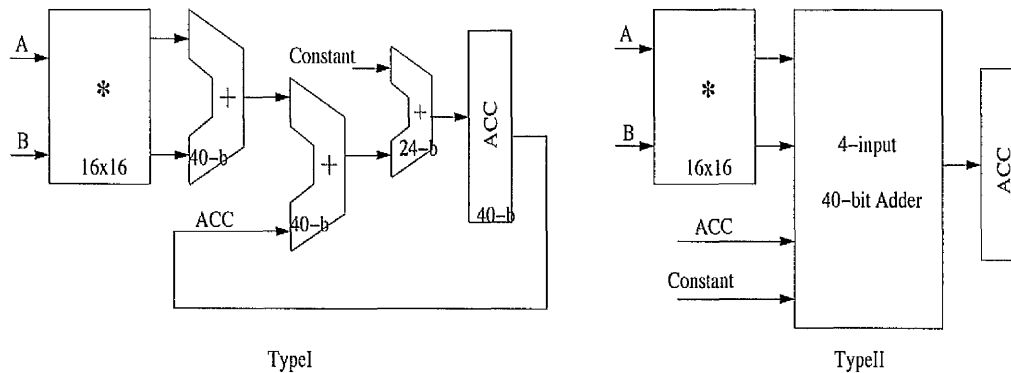 A
B
*
16x16
+
40-b
ACC
+
40-b
Constant
+
24-b
ACC
40-b
TypeI
A
B
*
16x16
ACC
Constant
4-input
40-bit Adder
ACC
TypeII